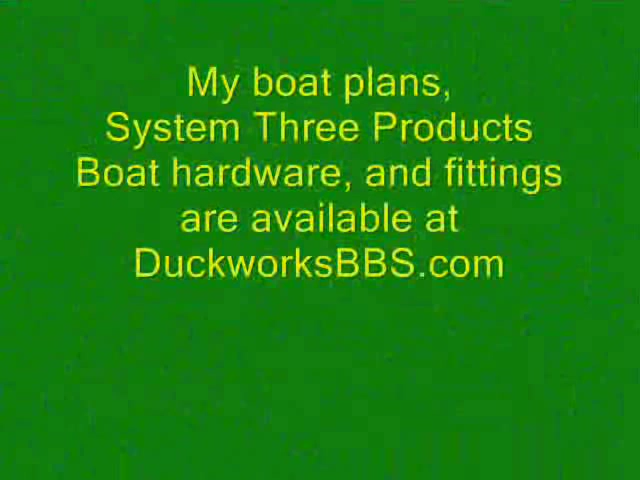 My boat plans,
System Three Products
Boat hardware, and fittings
are available at
DuckworksBBS.com